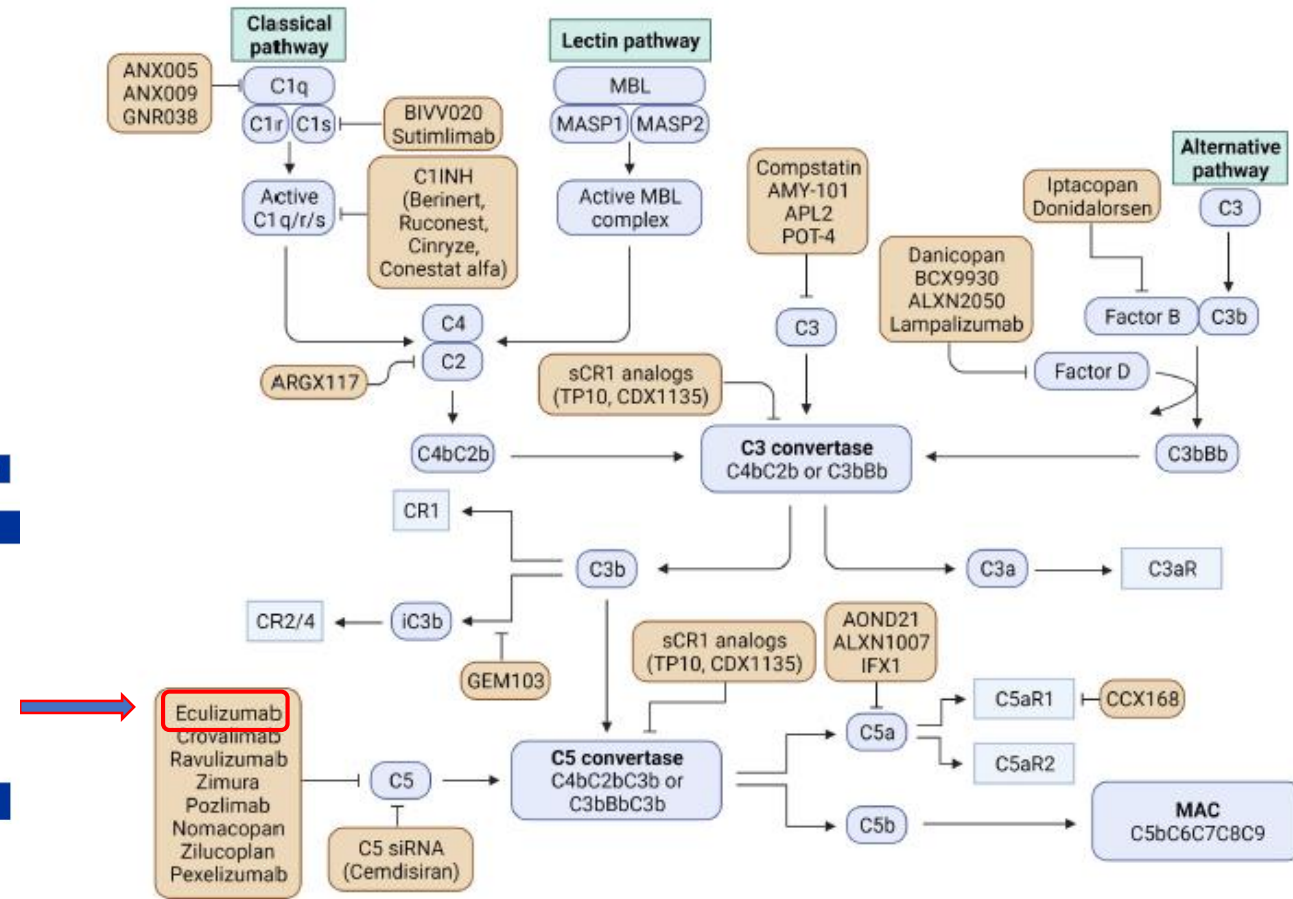 Classical
pathway
Lectin pathway
ANX005
ANX009
GNR038
C1q
C1r
C1s
BIVV020
Sutimlimab
MBL
MASP1
MASP2
Alternative
pathway
Active
C1q/r/s
C1INH
(Berinert,
Ruconest,
Cinryze,
Conestat alfa)
Active MBL
complex
Compstatin
AMY-101
APL2
POT-4
Iptacopan
Donidalorsen
C3
Danicopan
BCX9930
ALXN2050
Lampalizumab
C4
C2
C3
Factor B
C3b
ARGX117
sCR1 analogs
(TP10, CDX1135)
Factor D
C4bC2b
C3 convertase
C4bC2b or C3bBb
C3bBb
CR1
C3b
C3a
C3aR
CR2/4
iC3b
GEM103
sCR1 analogs
(TP10, CDX1135)
AOND21
ALXN1007
IFX1
Eculizumab
Crovalimab
Ravulizumab
Zimura
Pozlimab
Nomacopan
Zilucoplan
Pexelizumab
C5
C5 siRNA
(Cemdisiran)
C5 convertase
C4bC2bC3b or
C3bBbC3b
C5a
C5aR1
CCX168
C5aR2
C5b
MAC
C5bC6C7C8C9